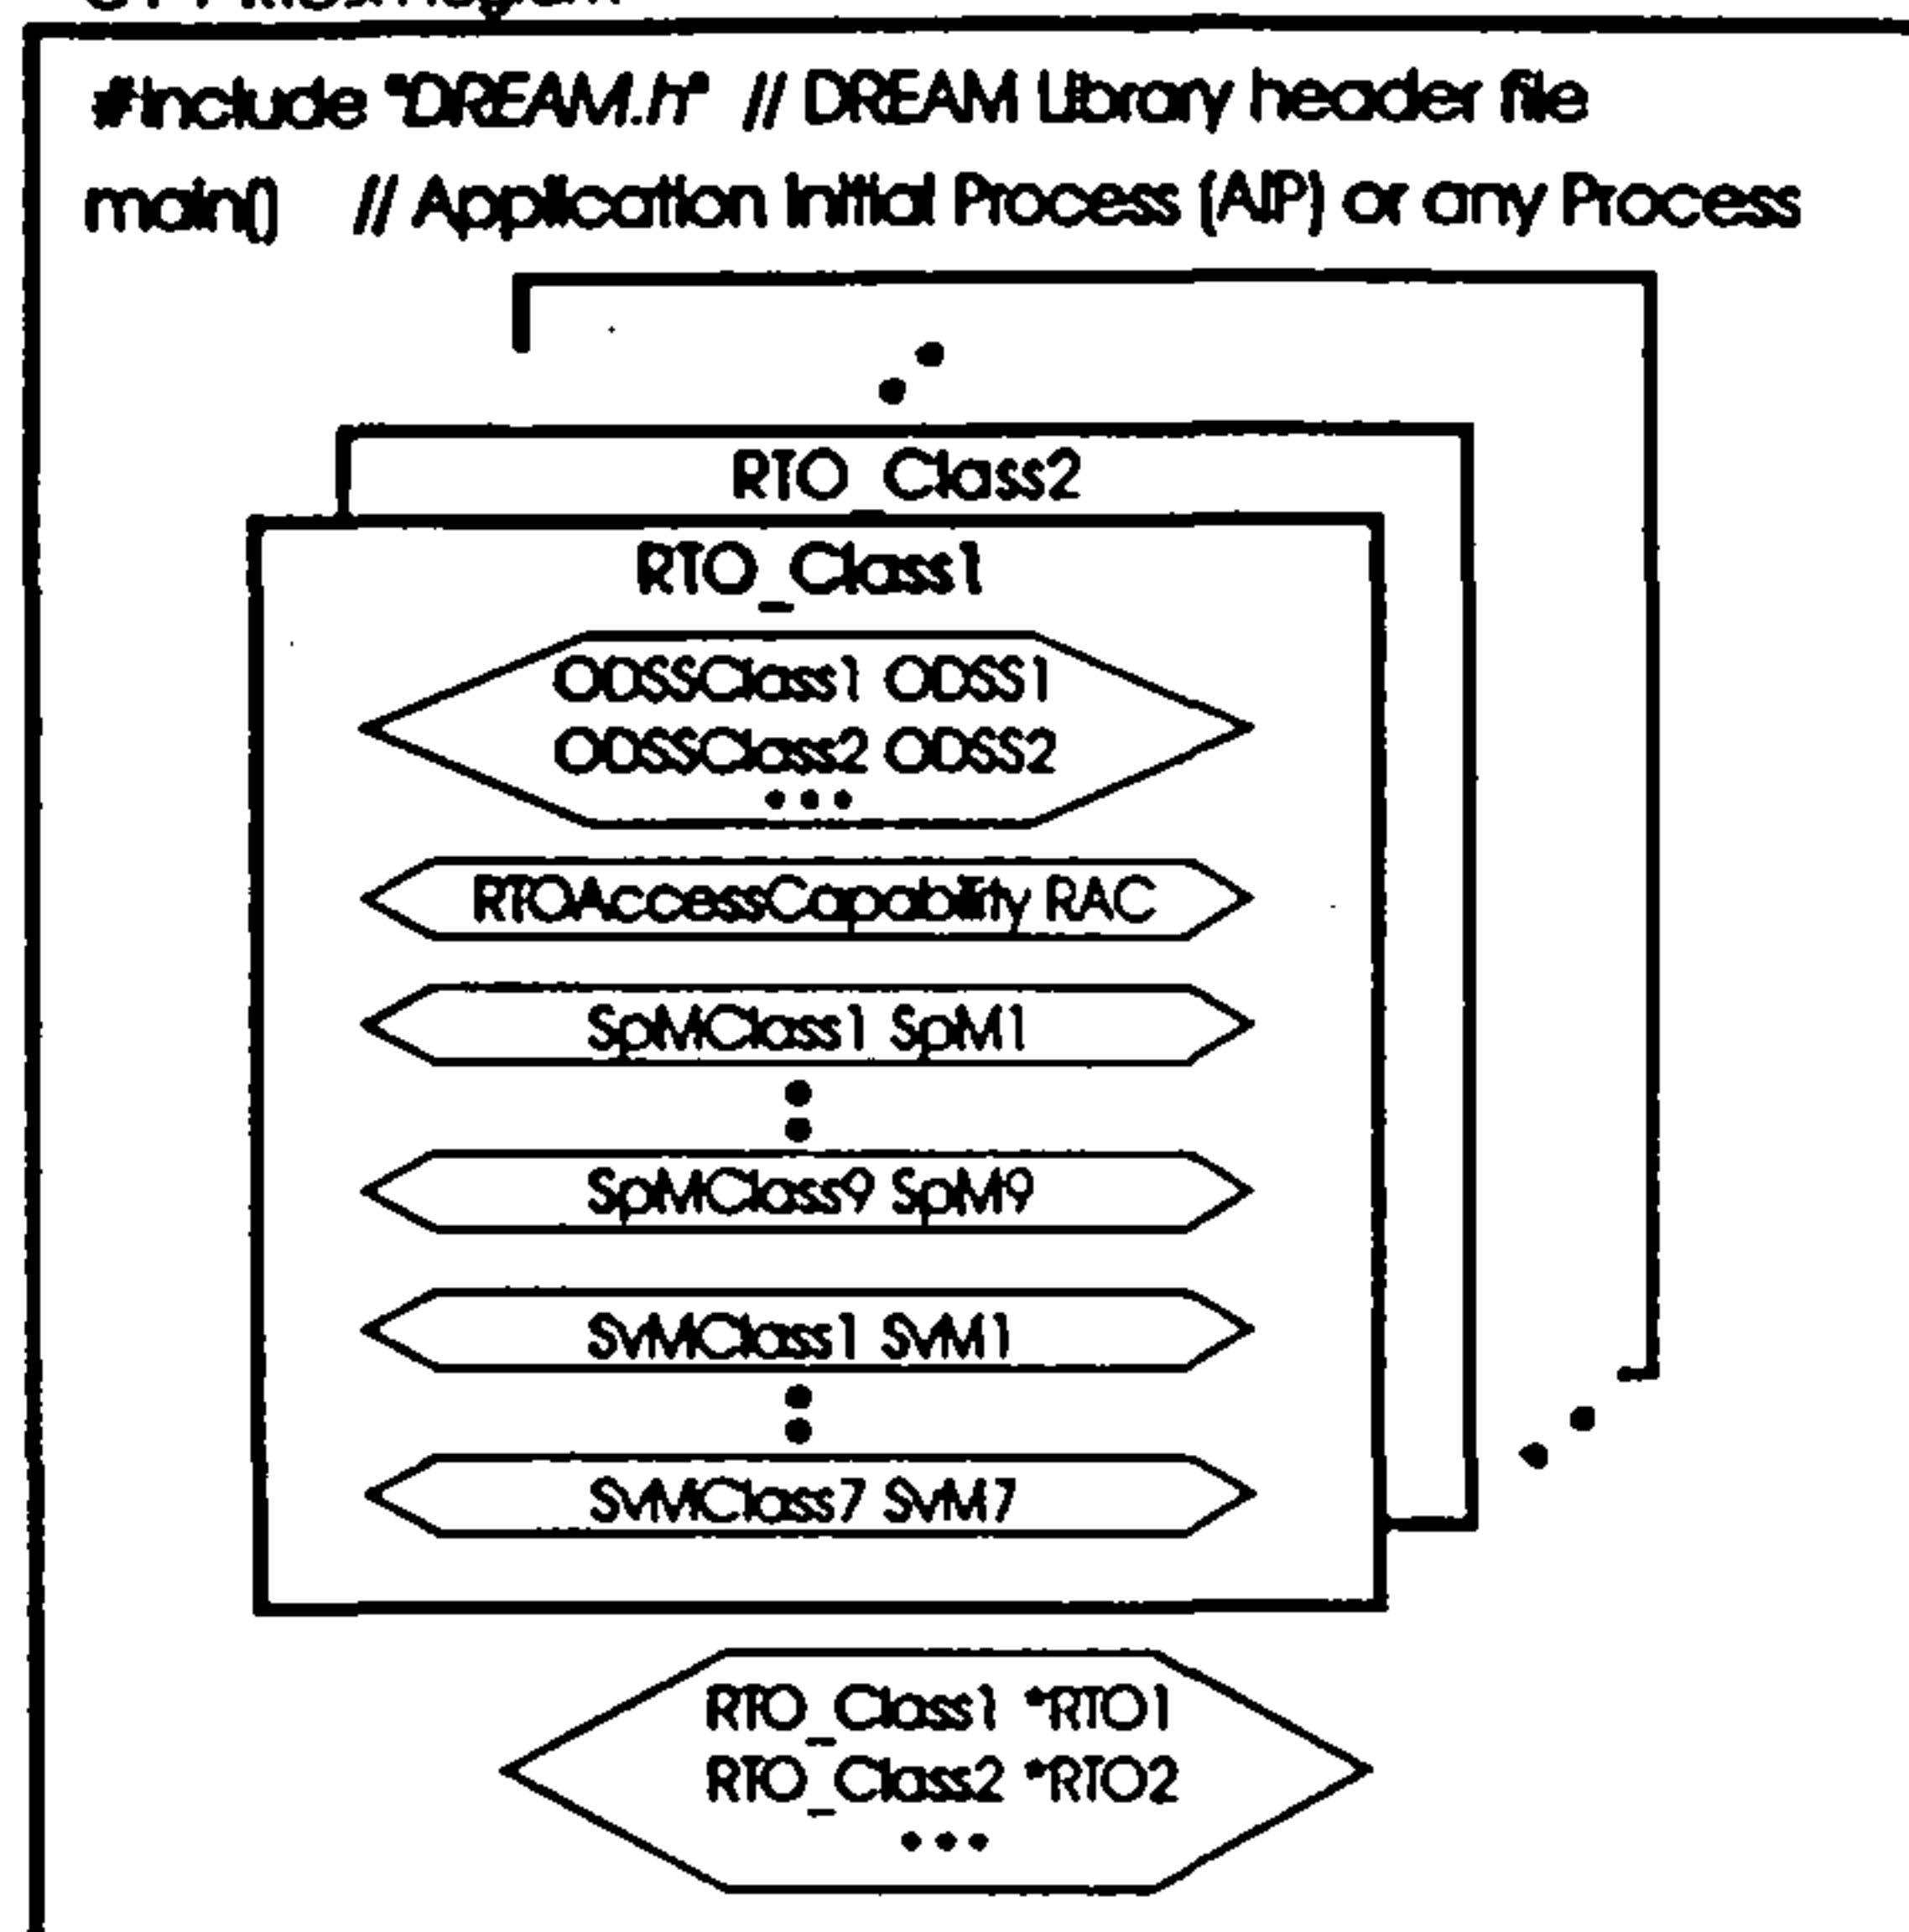 #include "DREAM.h" // DREAM Library header file
main() // Application Initial Process (AIP) or any Process
RTO_Class2
RTO_Class1
ODSSClass1 ODSS1
ODSSClass2 ODSS2
•••
RTOAccessCapability RAC
SpMClass1 SpM1
SpMClass9 SpM9
SvMClass1 SvM1
SvMClass7 SvM7
RTO_Class1 *RTO1
RTO_Class2 *RTO2
•••